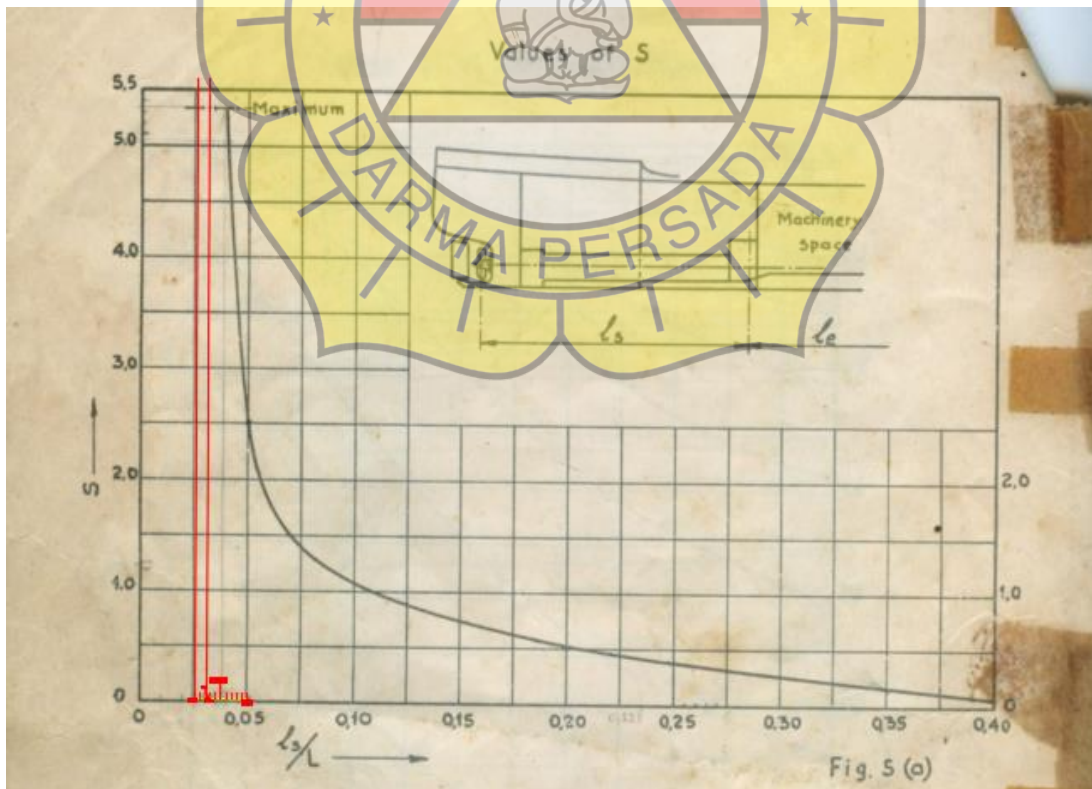 Values of S
5,5
Maximum
5.0
DARMA PERSADA
Machinery
space
4.0
ls
le
3,0
S
2.0
2,0
1.0
1,0
0
0
0
0,05
0,10
0,15
0,20
0,25
0,30
0,35
0,40
ls/L
Fig. 5 (a)